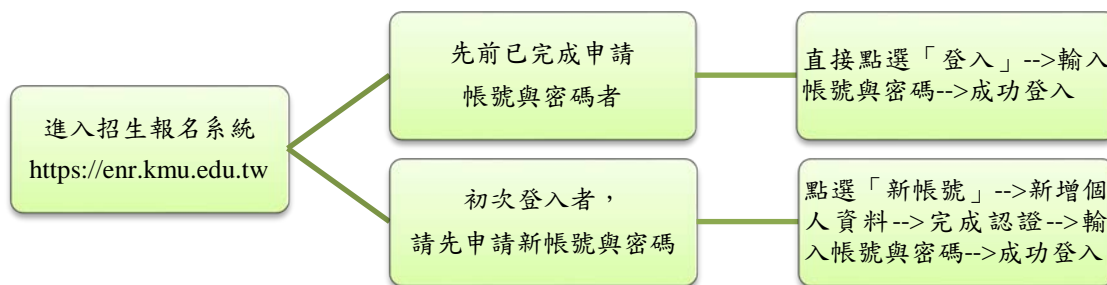 進入招生報名系統
https://enr.kmu.edu.tw
先前已完成申請
帳號與密碼者
直接點選「登入」-->輸入
帳號與密碼-->成功登入
初次登入者，
請先申請新帳號與密碼
點選「新帳號」-->新增個
人資料-->完成認證-->輸
入帳號與密碼-->成功登入